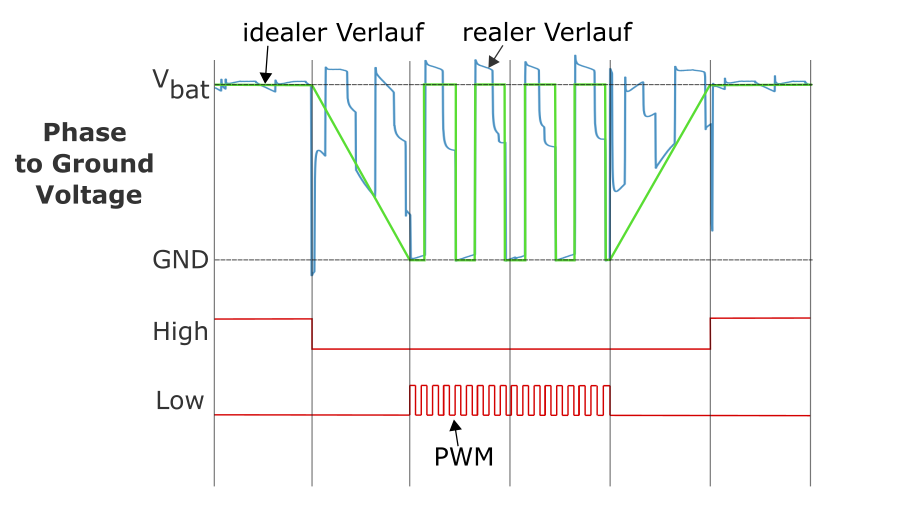 idealer Verlauf
realer Verlauf
Vbat
Phase
to Ground
Voltage
GND
High
Low
PWM